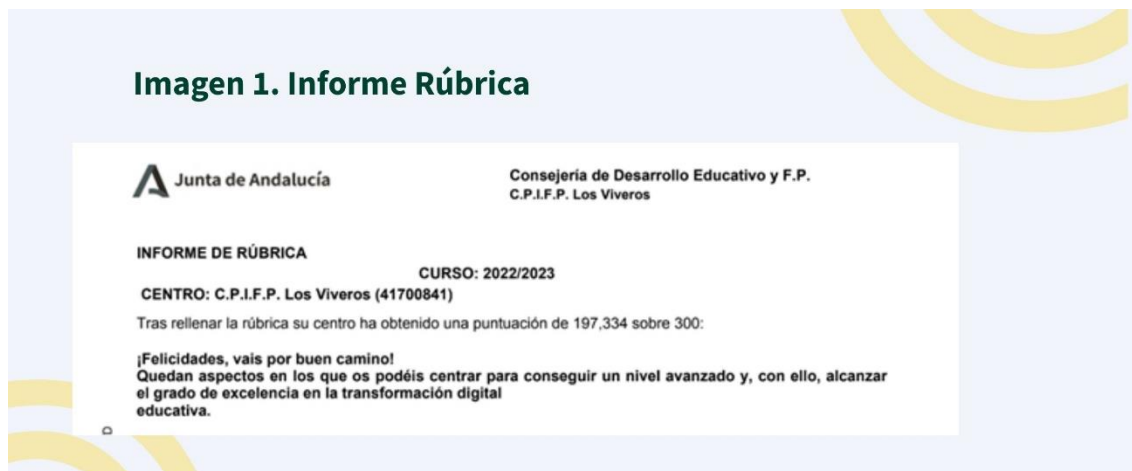 Imagen 1. Informe Rúbrica
Junta de Andalucía
Consejería de Desarrollo Educativo y F.P.
C.P.I.F.P. Los Viveros
INFORME DE RÚBRICA
CURSO: 2022/2023
CENTRO: C.P.I.F.P. Los Viveros (41700841)
Tras rellenar la rúbrica su centro ha obtenido una puntuación de 197,334 sobre 300:
¡Felicidades, vais por buen camino!
Quedan aspectos en los que os podéis centrar para conseguir un nivel avanzado y, con ello, alcanzar
el grado de excelencia en la transformación digital
educativa.